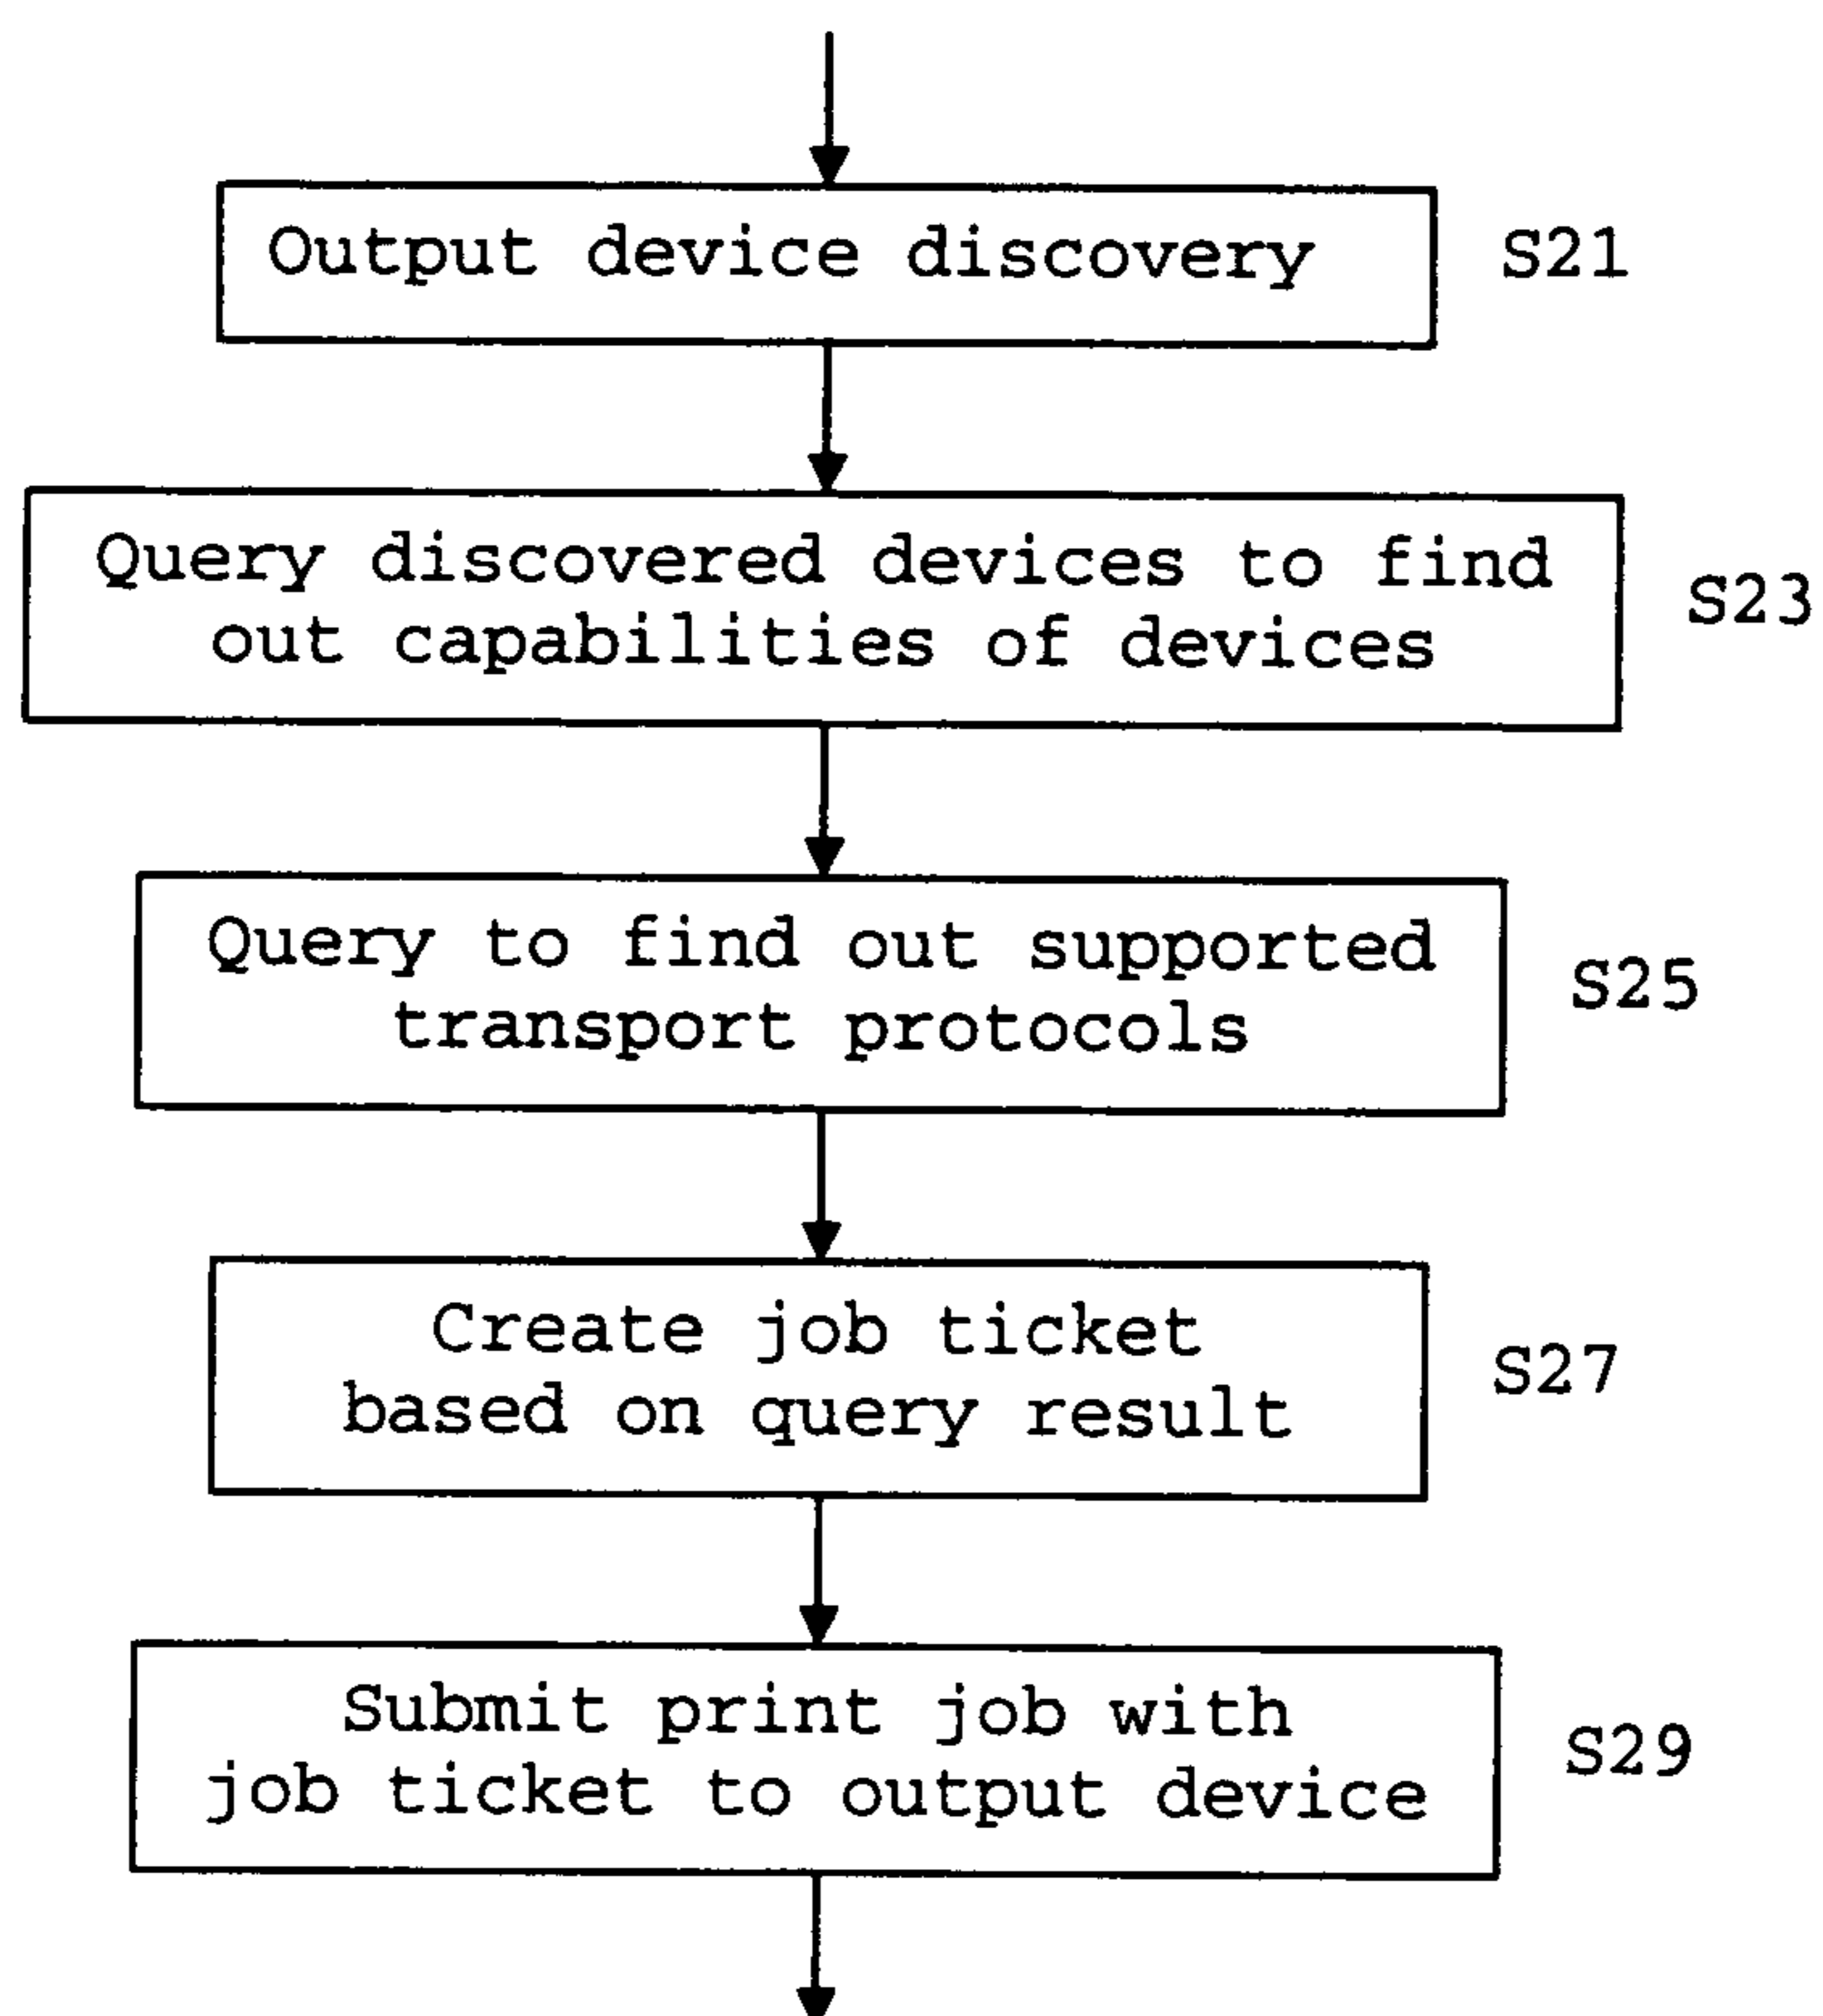 Output device discovery
S21
Query discovered devices to find
out capabilities of devices
S23
Query to find out supported
transport protocols
S25
Create job ticket
based on query result
S27
Submit print job with
job ticket to output device
S29